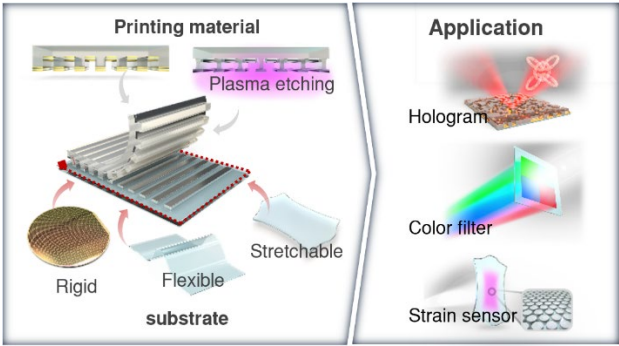 Printing material
Plasma etching
Rigid
Flexible
Stretchable
substrate
Application
Hologram
Color filter
Strain sensor